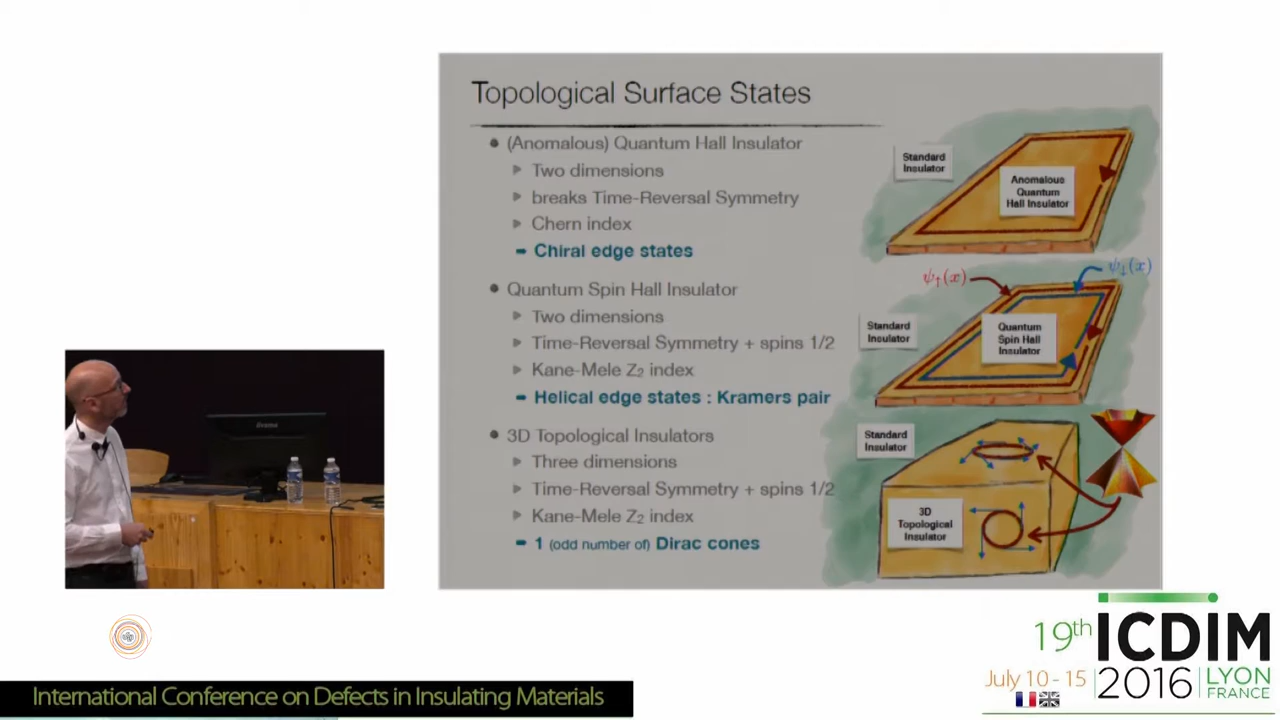 Topological Surface States
• (Anomalous) Quantum Hall Insulator
▸ Two dimensions
▸ breaks Time-Reversal Symmetry
▸ Chern index
➡ Chiral edge states
• Quantum Spin Hall Insulator
▸ Two dimensions
▸ Time-Reversal Symmetry + spins 1/2
▸ Kane-Mele Z₂ index
➡ Helical edge states : Kramers pair
• 3D Topological Insulators
▸ Three dimensions
▸ Time-Reversal Symmetry + spins 1/2
▸ Kane-Mele Z₂ index
➡ 1 (odd number of) Dirac cones
Standard
Insulator
Anomalous
Quantum
Hall Insulator
ψ↑(x)
ψ↓(x)
Standard
Insulator
Quantum
Spin Hall
Insulator
Standard
Insulator
3D
Topological
Insulator
19th ICDIM
July 10 - 15 2016 LYON
FRANCE
International Conference on Defects in Insulating Materials